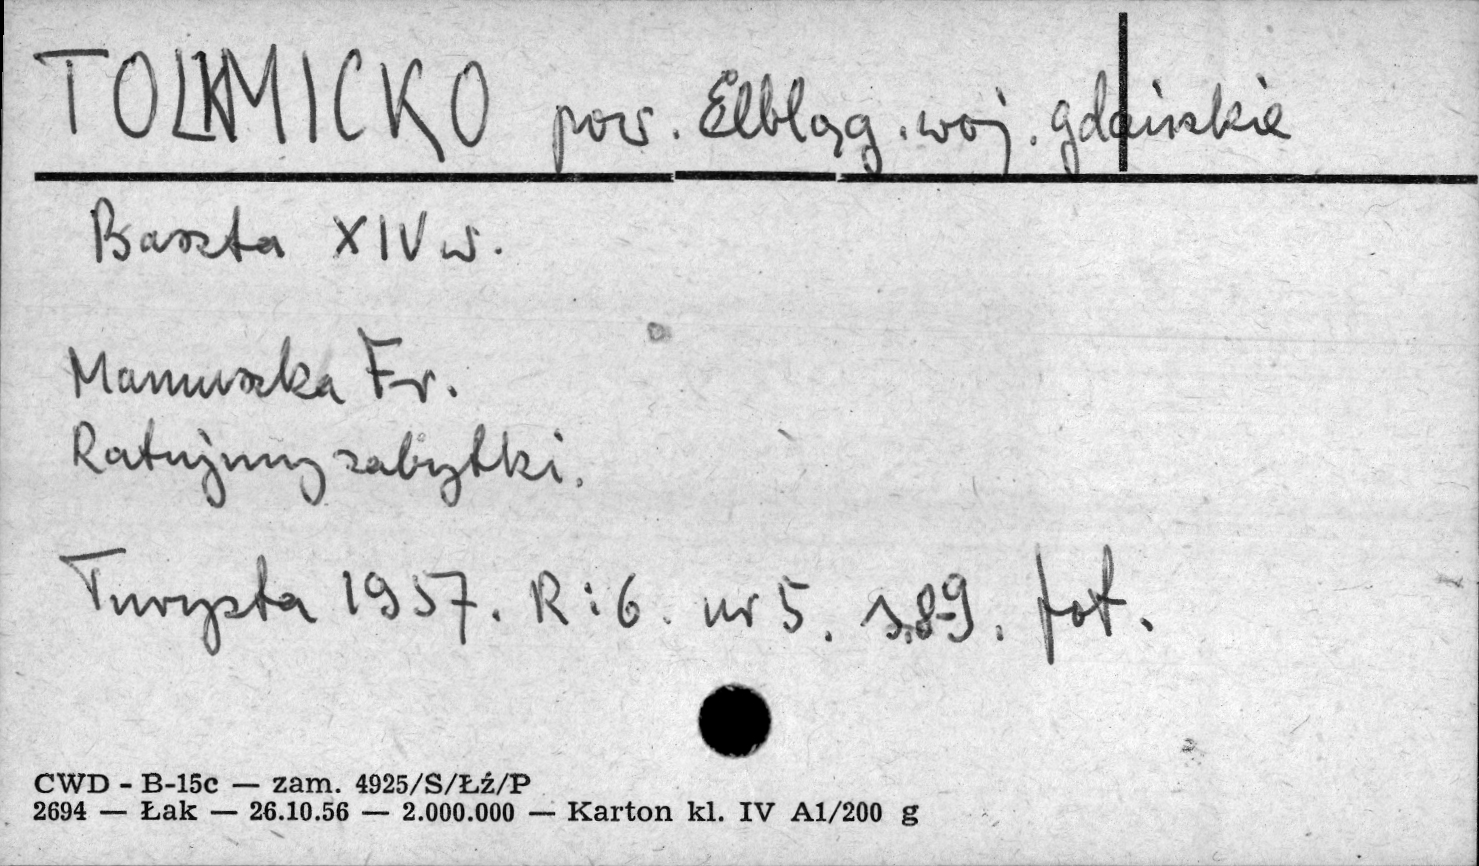 TOLKMICKO pow. Elbląg. woj. gdańskie
Baszta XIV w.
Mamuszka Fr.
Ratujmy zabytki.
Turysta 1957. R: 6. nr 5. s. 8-9. fot.
CWD - B-15c — zam. 4925/S/Łź/P
2694 — Łak — 26.10.56 — 2.000.000 — Karton kl. IV A1/200 g